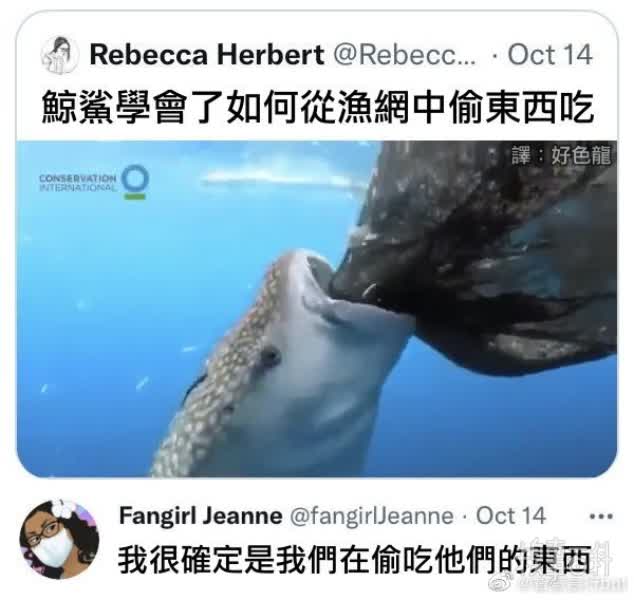 Rebecca Herbert @Rebecc... · Oct 14
鯨鯊學會了如何從漁網中偷東西吃
譯：好色龍
CONSERVATION
INTERNATIONAL
Fangirl Jeanne @fangirlJeanne · Oct 14
我很確定是我們在偷吃他們的東西